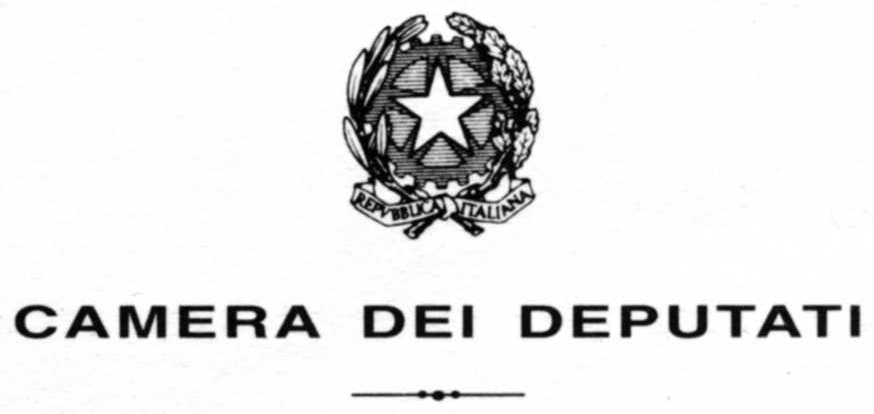 REPVBBLICA ITALIANA
CAMERA DEI DEPUTATI